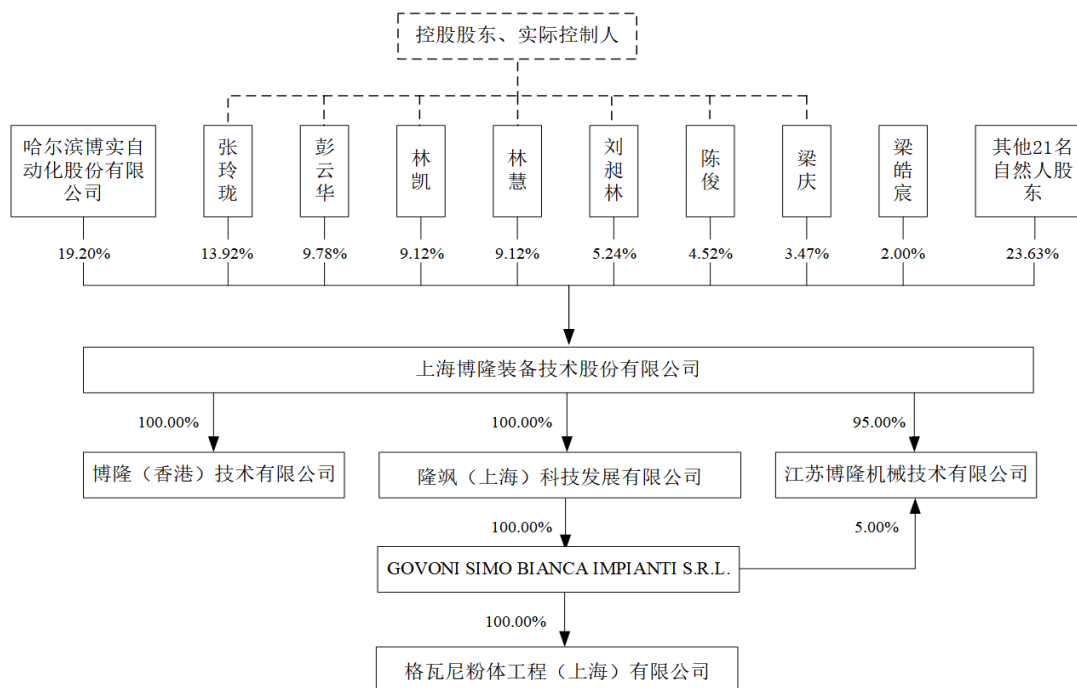 控股股东、实际控制人
哈尔滨博实自
动化股份有限
公司
张玲珑
彭云华
林凯
林慧
刘昶林
陈俊
梁庆
梁皓宸
其他21名
自然人股
东
19.20%
13.92%
9.78%
9.12%
9.12%
5.24%
4.52%
3.47%
2.00%
23.63%
上海博隆装备技术股份有限公司
100.00%
100.00%
95.00%
博隆（香港）技术有限公司
隆飒（上海）科技发展有限公司
江苏博隆机械技术有限公司
100.00%
5.00%
GOVONI SIMO BIANCA IMPIANTI S.R.L.
100.00%
格瓦尼粉体工程（上海）有限公司